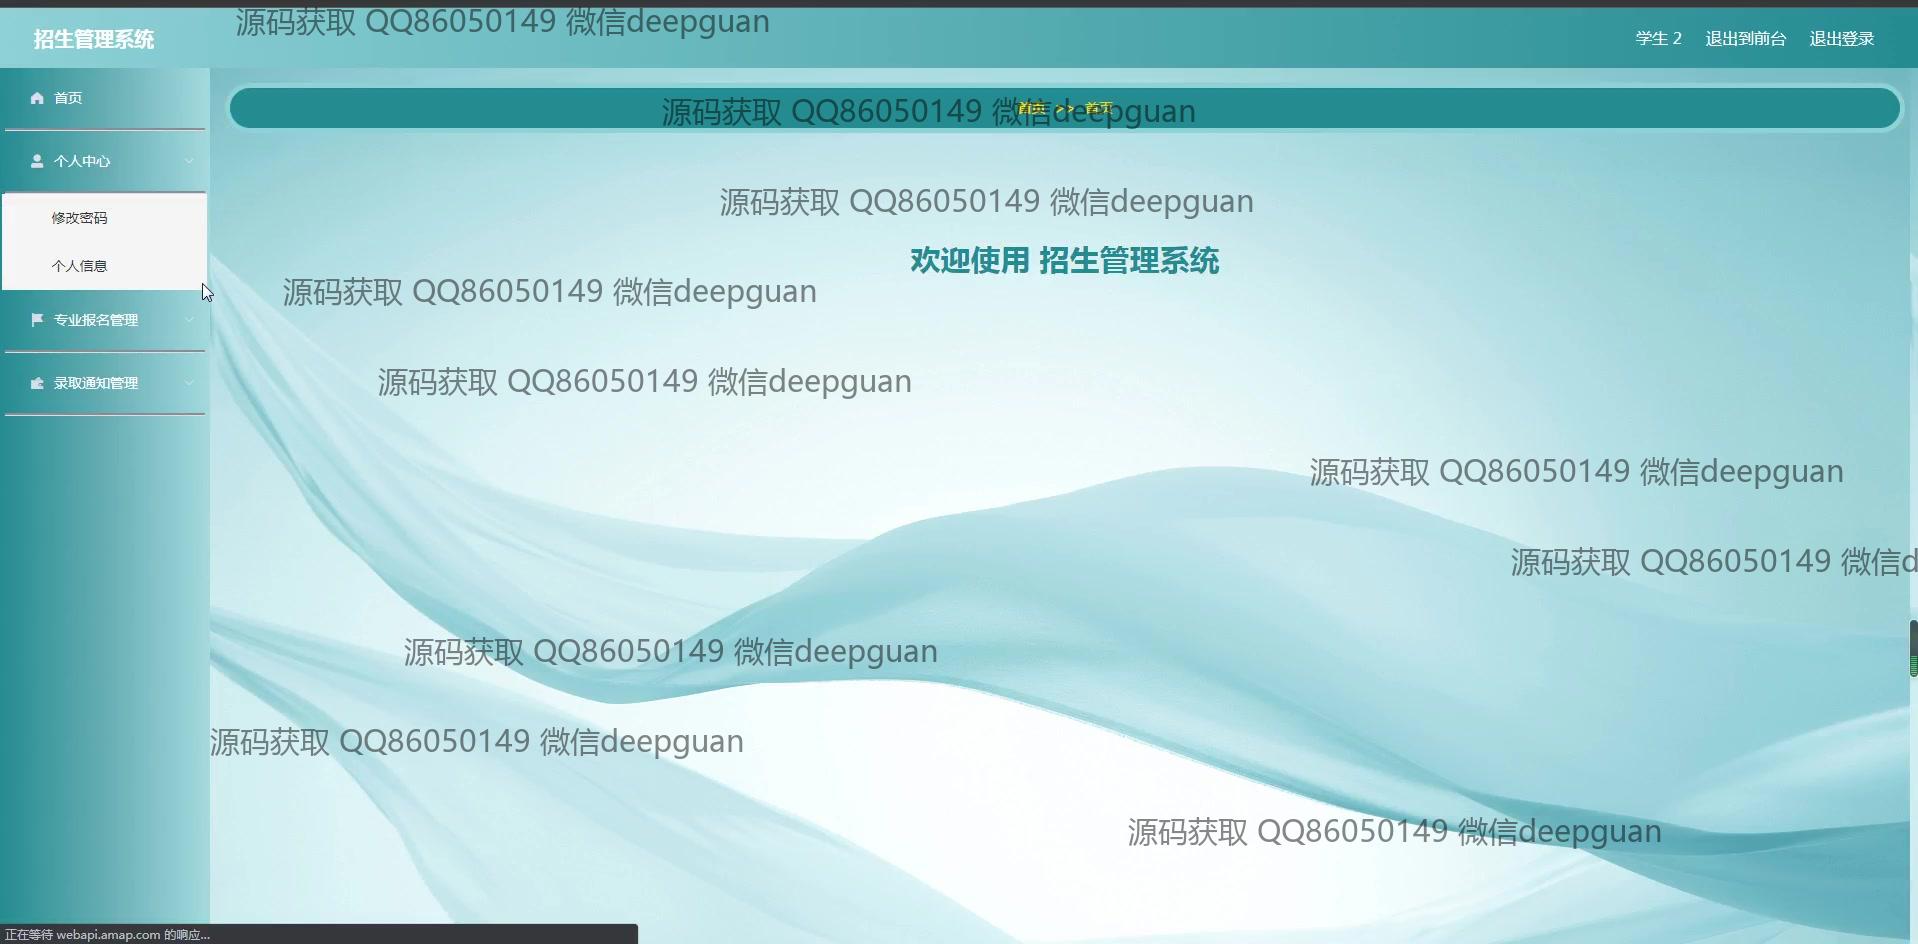 源码获取 QQ86050149 微信deepguan
招生管理系统
学生 2 退出到前台 退出登录
首页
首页 >> 首页
源码获取 QQ86050149 微信deepguan
个人中心
源码获取 QQ86050149 微信deepguan
修改密码
欢迎使用 招生管理系统
个人信息
源码获取 QQ86050149 微信deepguan
专业报名管理
源码获取 QQ86050149 微信deepguan
录取通知管理
源码获取 QQ86050149 微信deepguan
源码获取 QQ86050149 微信d
源码获取 QQ86050149 微信deepguan
源码获取 QQ86050149 微信deepguan
源码获取 QQ86050149 微信deepguan
正在等待 webapi.amap.com 的响应...